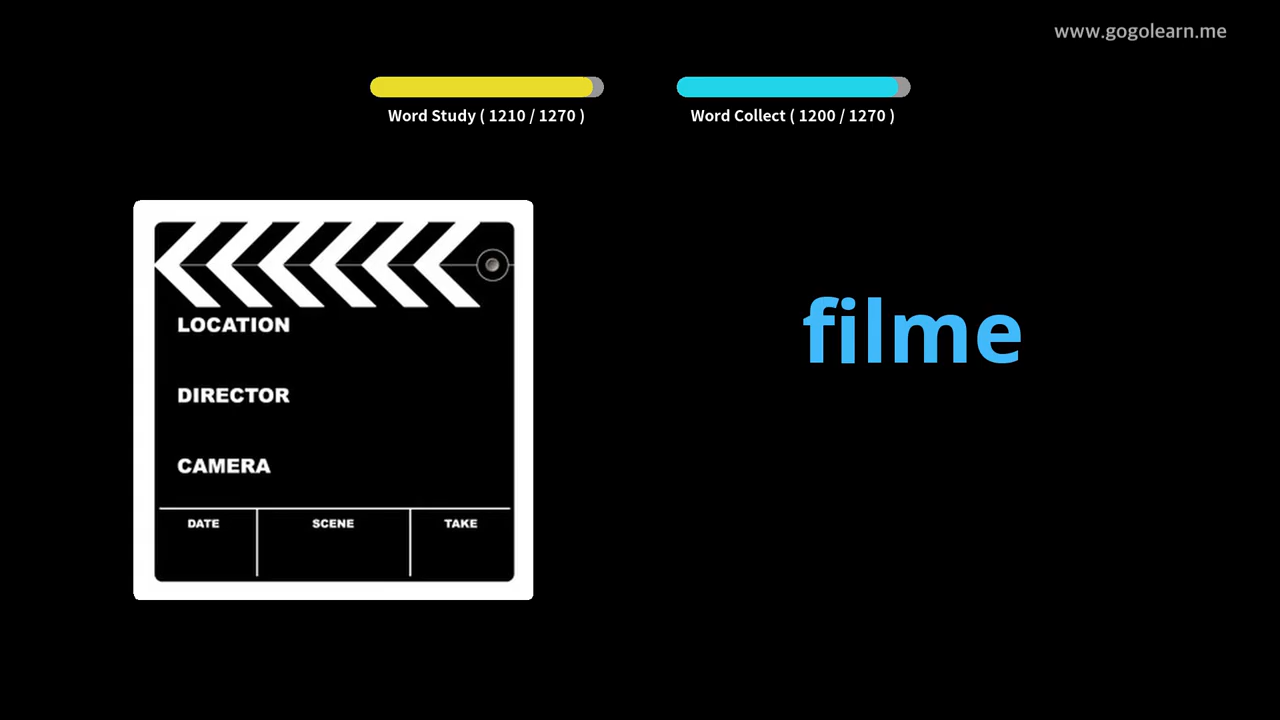 www.gogolearn.me
Word Study ( 1210 / 1270 )
Word Collect ( 1200 / 1270 )
LOCATION
DIRECTOR
CAMERA
DATE
SCENE
TAKE
filme